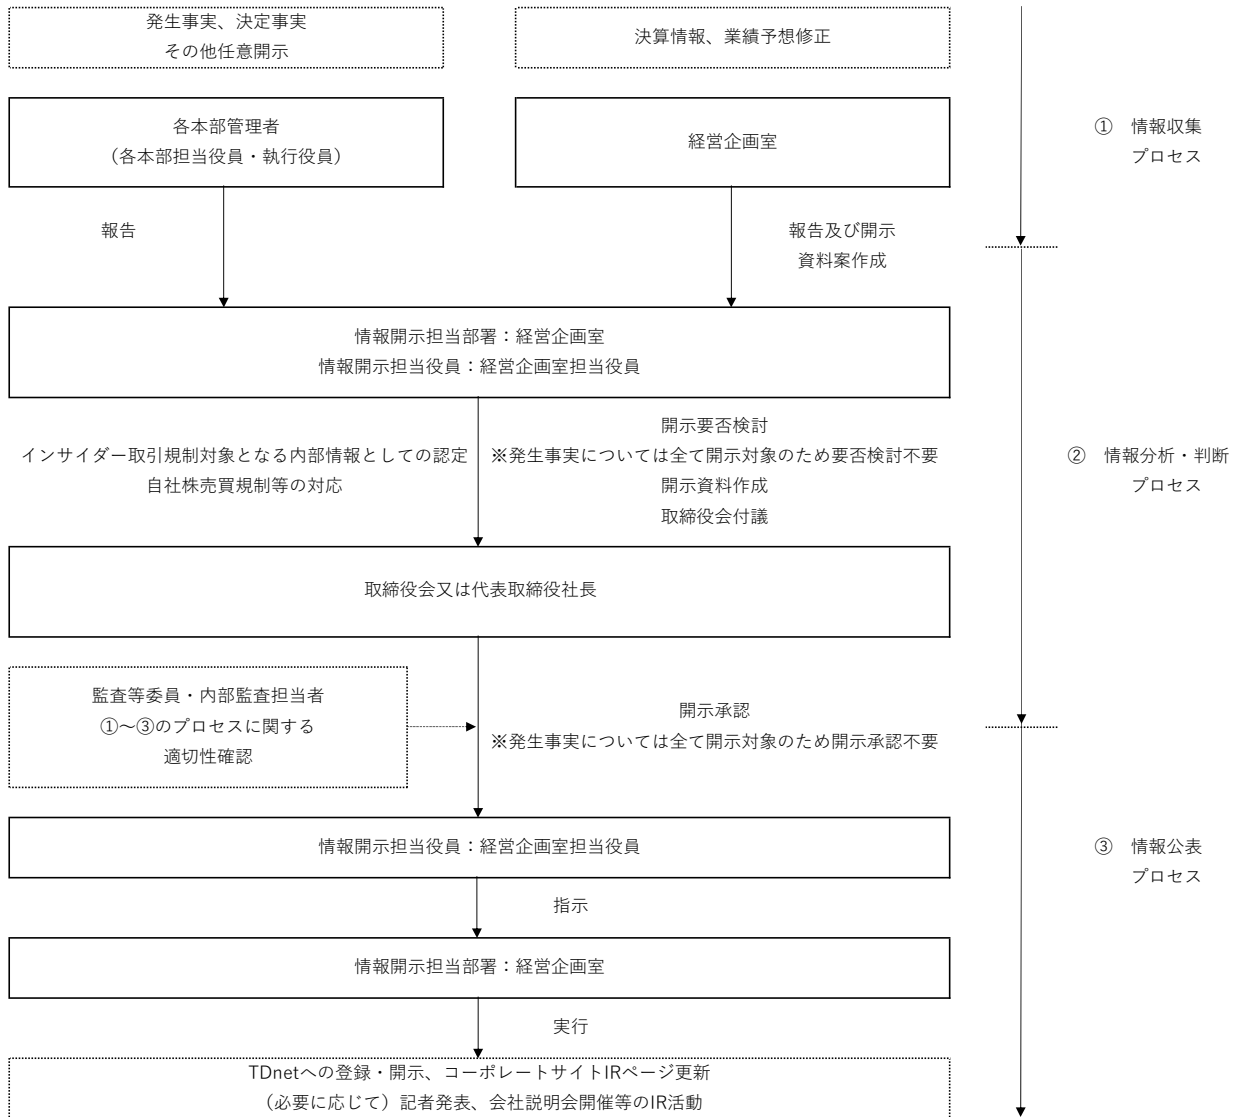 発生事実、決定事実
その他任意開示
決算情報、業績予想修正
各本部管理者
（各本部担当役員・執行役員）
経営企画室
① 情報収集
プロセス
報告
報告及び開示
資料案作成
情報開示担当部署：経営企画室
情報開示担当役員：経営企画室担当役員
インサイダー取引規制対象となる内部情報としての認定
自社株売買規制等の対応
開示要否検討
※発生事実については全て開示対象のため要否検討不要
開示資料作成
取締役会付議
② 情報分析・判断
プロセス
取締役会又は代表取締役社長
監査等委員・内部監査担当者
①～③のプロセスに関する
適切性確認
開示承認
※発生事実については全て開示対象のため開示承認不要
情報開示担当役員：経営企画室担当役員
③ 情報公表
プロセス
指示
情報開示担当部署：経営企画室
実行
TDnetへの登録・開示、コーポレートサイトIRページ更新
（必要に応じて）記者発表、会社説明会開催等のIR活動